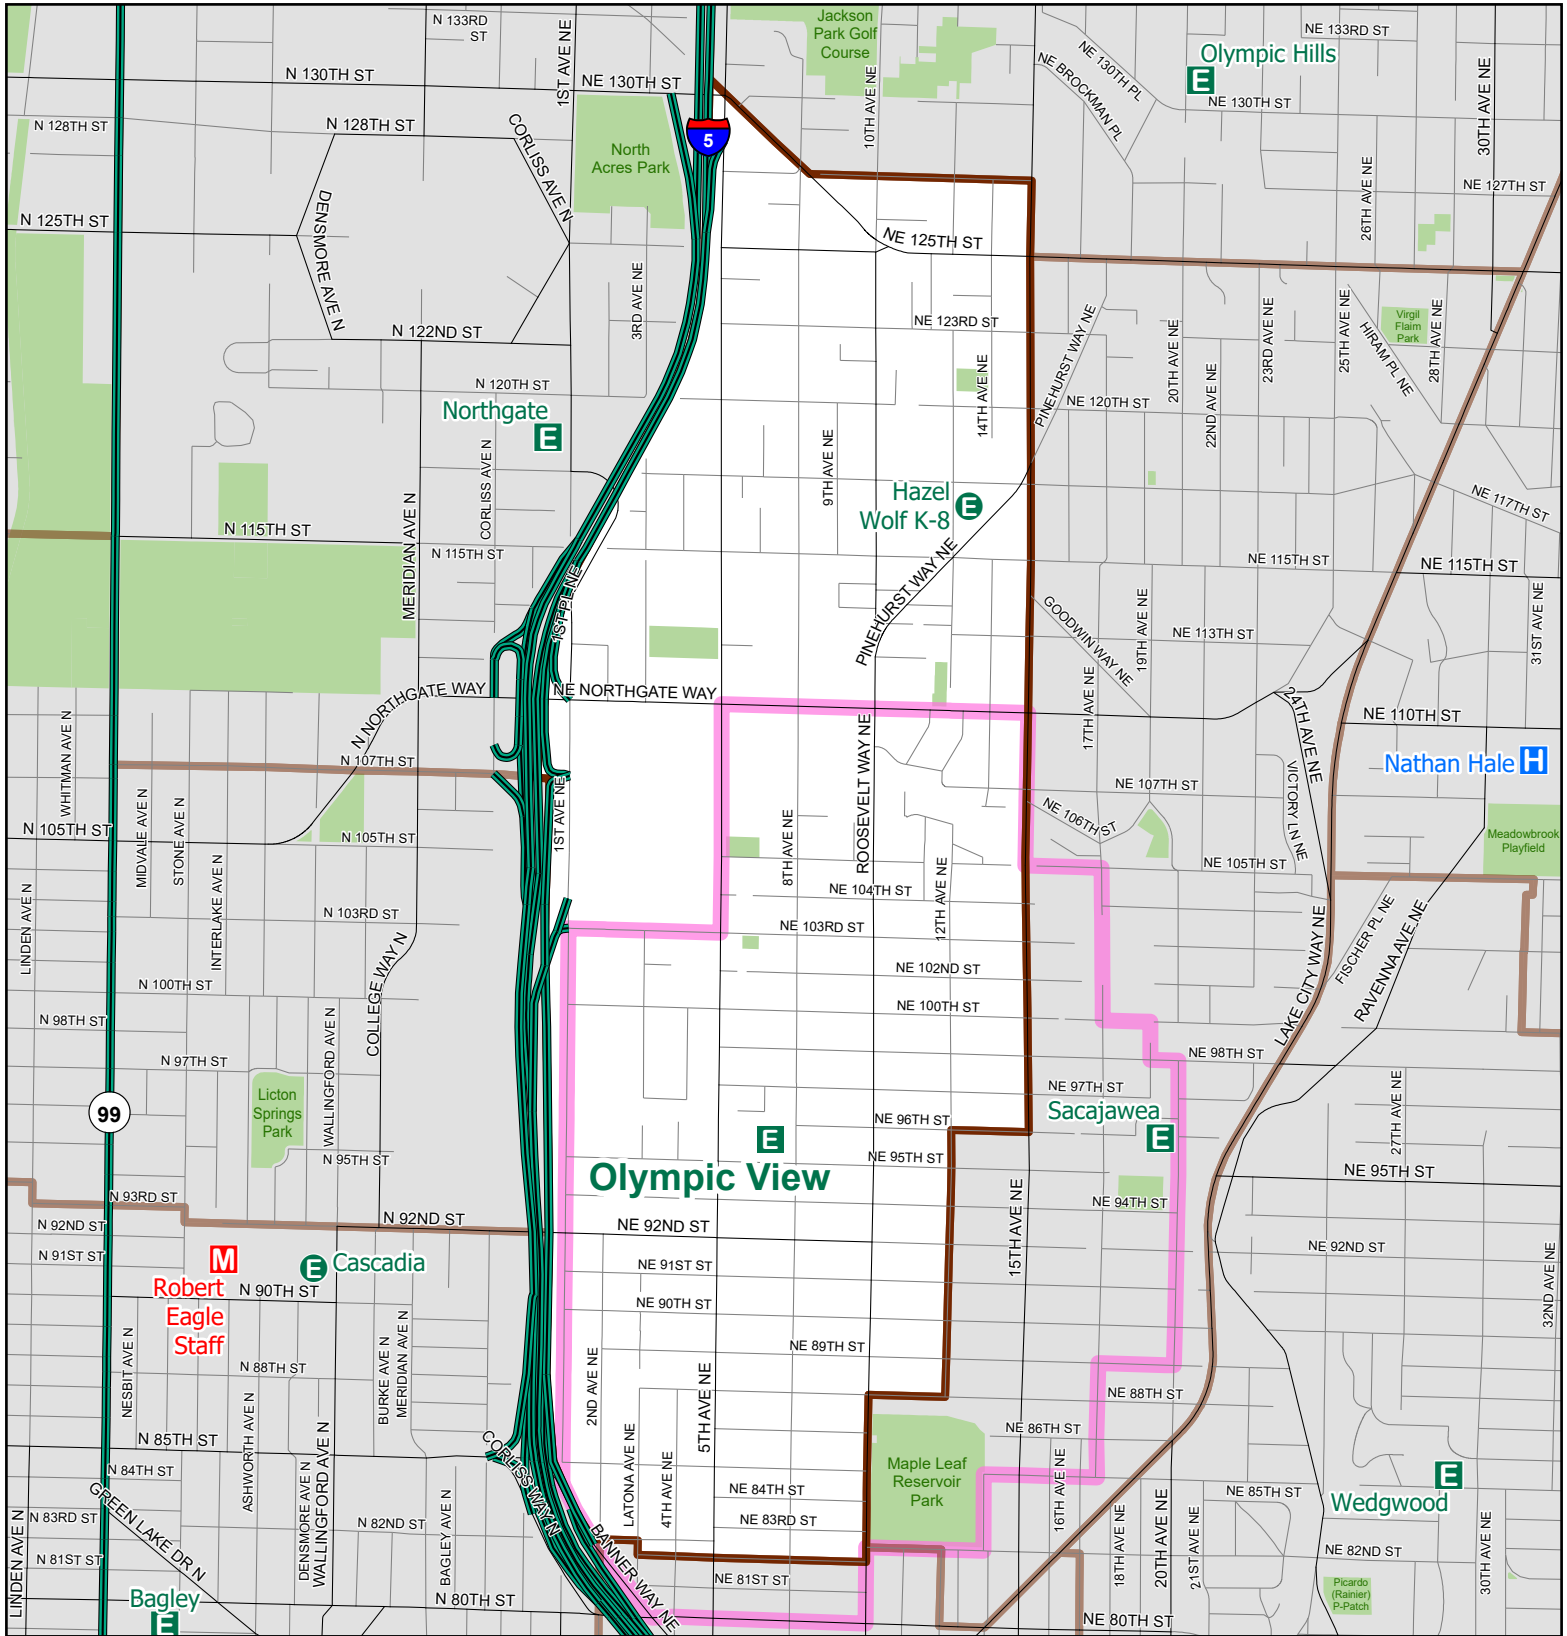 N 133RD
ST
1ST AVE NE
Jackson
Park Golf
Course
NE 133RD ST
Olympic Hills
E
NE 130TH PL
NE BROCKMAN PL
30TH AVE NE
N 130TH ST
NE 130TH ST
10TH AVE NE
NE 130TH ST
N 128TH ST
N 128TH ST
CORLISS AVE N
5
North
Acres Park
NE 127TH ST
26TH AVE NE
DENSMORE AVE N
N 125TH ST
NE 125TH ST
3RD AVE NE
N 122ND ST
NE 123RD ST
PINEHURST WAY NE
20TH AVE NE
23RD AVE NE
25TH AVE NE
Virgil
Flaim
Park
28TH AVE NE
HIRAM PL NE
22ND AVE NE
14TH AVE NE
N 120TH ST
NE 120TH ST
Northgate
E
CORLISS AVE N
9TH AVE NE
Hazel
Wolf K-8
E
NE 117TH ST
MERIDIAN AVE N
N 115TH ST
N 115TH ST
NE 115TH ST
NE 115TH ST
1ST PL NE
PINEHURST WAY NE
GOODWIN WAY NE
19TH AVE NE
NE 113TH ST
31ST AVE NE
N NORTHGATE WAY
NE NORTHGATE WAY
17TH AVE NE
24TH AVE NE
NE 110TH ST
WHITMAN AVE N
ROOSEVELT WAY NE
N 107TH ST
NE 107TH ST
VICTORY LN NE
Nathan Hale
H
N 105TH ST
MIDVALE AVE N
STONE AVE N
N 105TH ST
1ST AVE NE
8TH AVE NE
NE 106TH ST
NE 105TH ST
Meadowbrook
Playfield
INTERLAKE AVE N
LINDEN AVE N
N 103RD ST
NE 104TH ST
NE 103RD ST
12TH AVE NE
FISCHER PL NE
RAVENNA AVE NE
LAKE CITY WAY NE
COLLEGE WAY N
N 100TH ST
NE 102ND ST
NE 100TH ST
N 98TH ST
N 97TH ST
WALLINGFORD AVE N
NE 98TH ST
NE 97TH ST
27TH AVE NE
99
Licton
Springs
Park
NE 96TH ST
Sacajawea
E
E
Olympic View
N 95TH ST
NE 95TH ST
NE 95TH ST
N 93RD ST
NE 94TH ST
15TH AVE NE
N 92ND ST
N 92ND ST
NE 92ND ST
NE 92ND ST
N 91ST ST
M
Robert
Eagle
Staff
E
Cascadia
N 90TH ST
NE 91ST ST
NE 90TH ST
32ND AVE NE
NE 89TH ST
NESBIT AVE N
N 88TH ST
BURKE AVE N
MERIDIAN AVE N
2ND AVE NE
5TH AVE NE
NE 88TH ST
ASHWORTH AVE N
WALLINGFORD AVE N
N 85TH ST
CORLISS WAY N
LATONA AVE NE
4TH AVE NE
NE 86TH ST
16TH AVE NE
Maple Leaf
Reservoir
Park
N 84TH ST
GREEN LAKE DR N
DENSMORE AVE N
BAGLEY AVE N
NE 84TH ST
NE 85TH ST
E
Wedgwood
N 83RD ST
N 82ND ST
NE 83RD ST
18TH AVE NE
20TH AVE NE
21ST AVE NE
30TH AVE NE
LINDEN AVE N
N 81ST ST
BANNER WAY NE
NE 82ND ST
NE 81ST ST
Picardo
(Rainier)
P-Patch
Bagley
E
N 80TH ST
NE 80TH ST